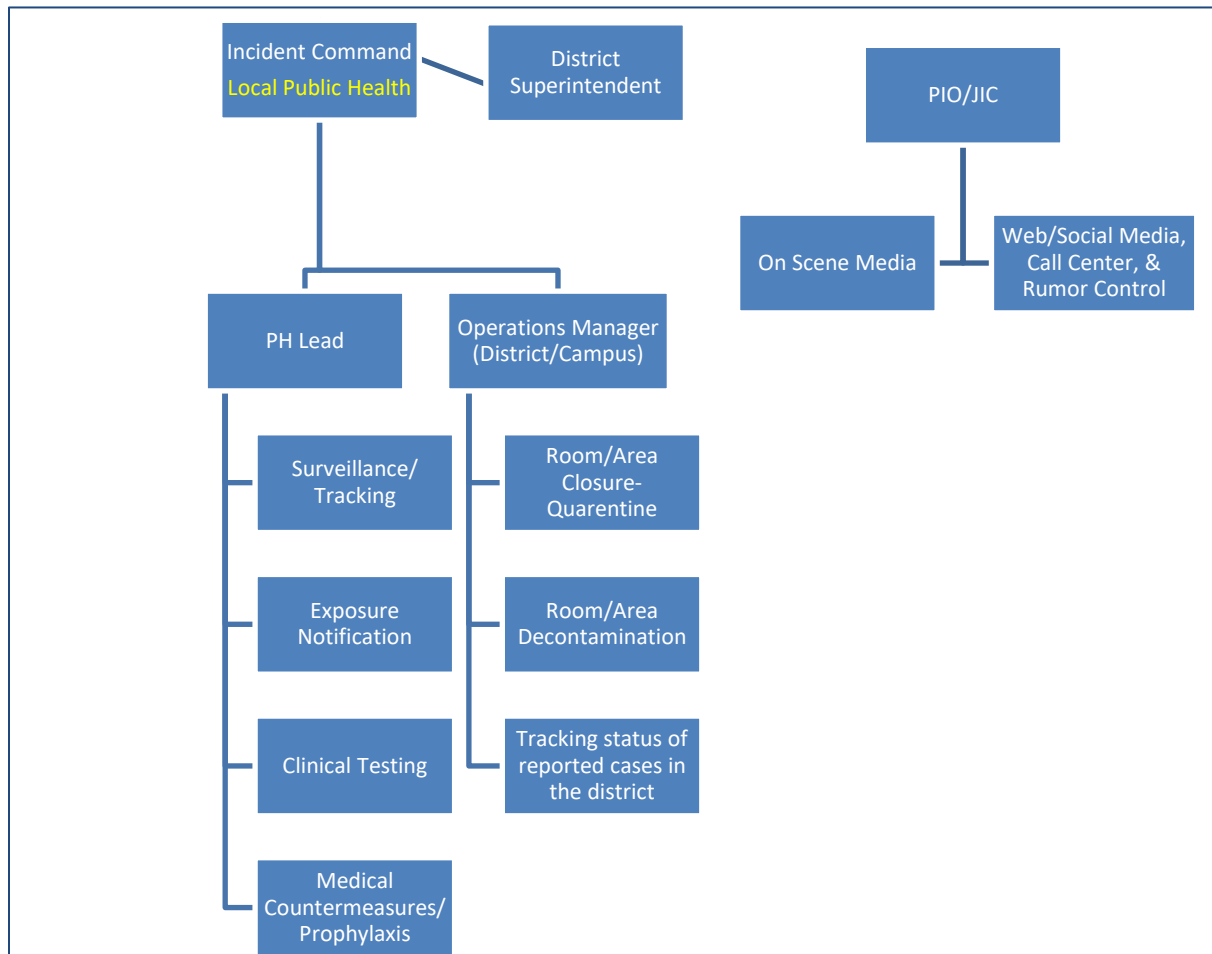 Incident Command
Local Public Health
District
Superintendent
PIO/JIC
On Scene Media
Web/Social Media,
Call Center, &
Rumor Control
PH Lead
Operations Manager
(District/Campus)
Surveillance/
Tracking
Room/Area
Closure-
Quarentine
Exposure
Notification
Room/Area
Decontamination
Clinical Testing
Tracking status of
reported cases in
the district
Medical
Countermeasures/
Prophylaxis